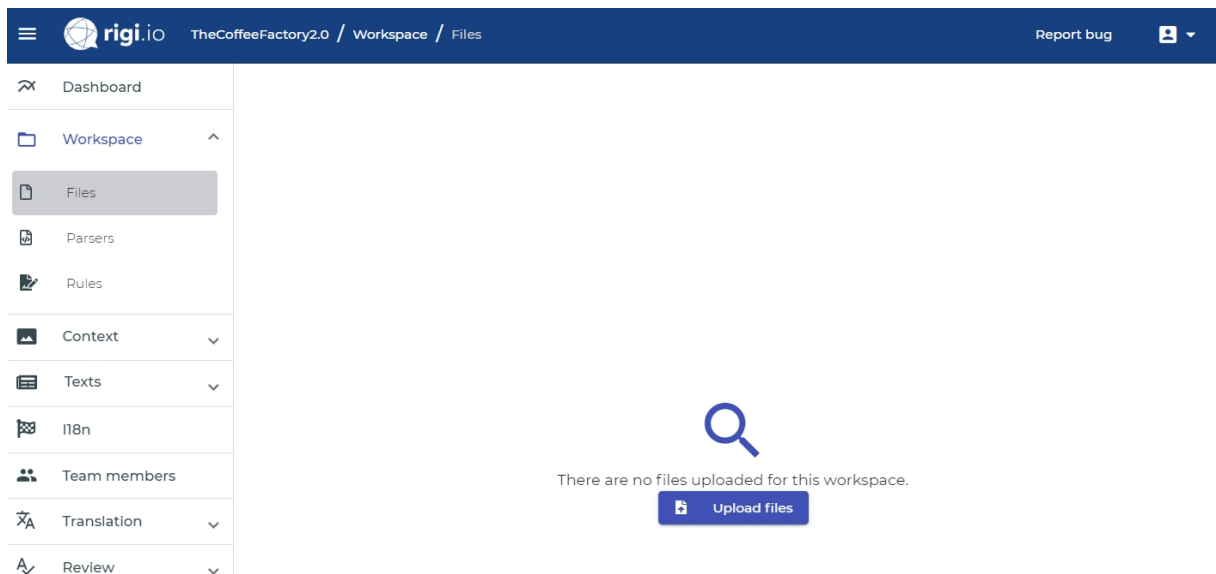 rigi.io TheCoffeeFactory2.0 / Workspace / Files Report bug
Dashboard
Workspace
Files
Parsers
Rules
Context
Texts
I18n
Team members
Translation
Review
There are no files uploaded for this workspace.
Upload files